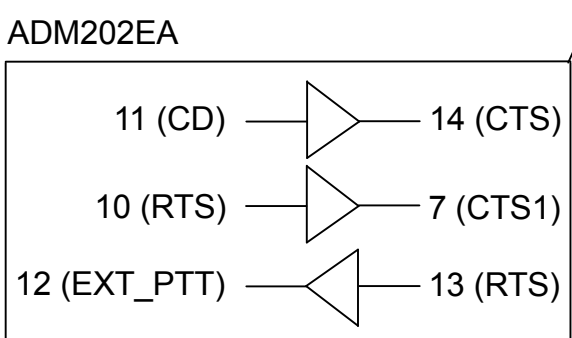 ADM202EA
11 (CD) 14 (CTS)
10 (RTS) 7 (CTS1)
12 (EXT_PTT) 13 (RTS)